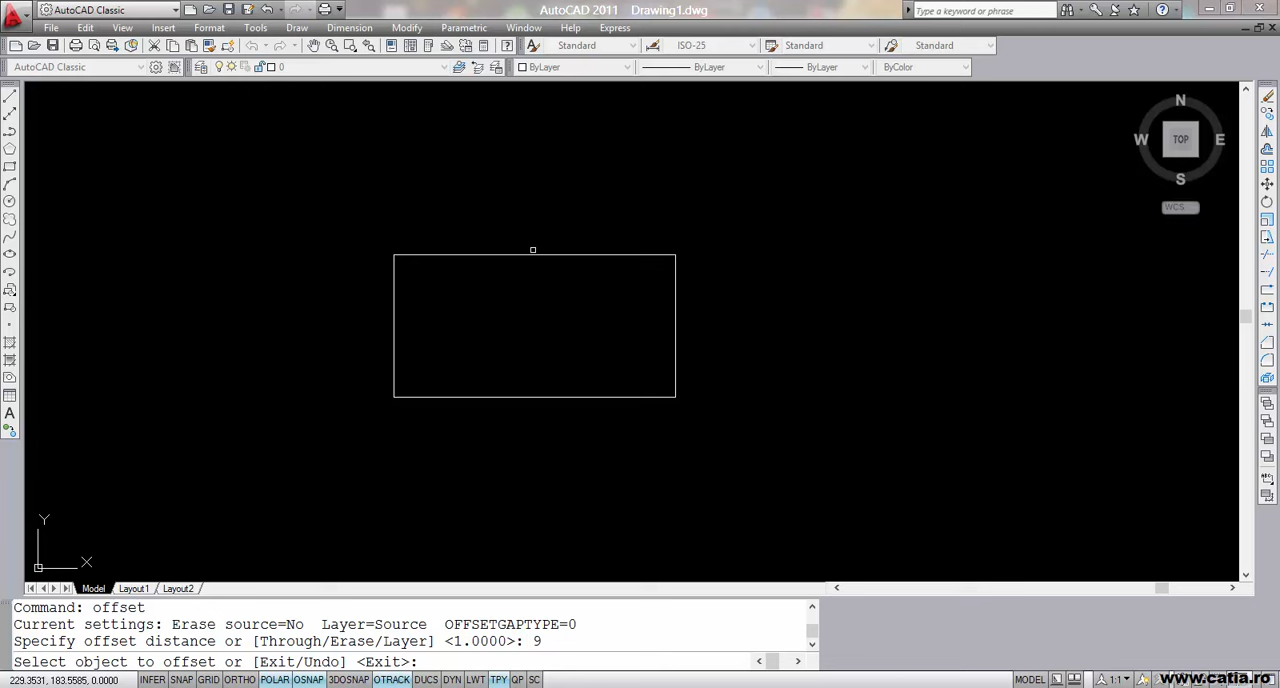 AutoCAD Classic
AutoCAD 2011 Drawing1.dwg
Type a keyword or phrase
File Edit View Insert Format Tools Draw Dimension Modify Parametric Window Help Express
Standard ISO-25 Standard Standard
AutoCAD Classic 0 ByLayer ByLayer ByLayer ByColor
N
W TOP E
S
WCS
Y
X
A
Model Layout1 Layout2
Command: offset
Current settings: Erase source=No Layer=Source OFFSETGAPTYPE=0
Specify offset distance or [Through/Erase/Layer] <1.0000>: 9
Select object to offset or [Exit/Undo] <Exit>:
229.3531, 183.5585, 0.0000 INFER SNAP GRID ORTHO POLAR OSNAP 3DOSNAP OTRACK DUCS DYN LWT TPY QP SC MODEL 1:1
www.catia.ro